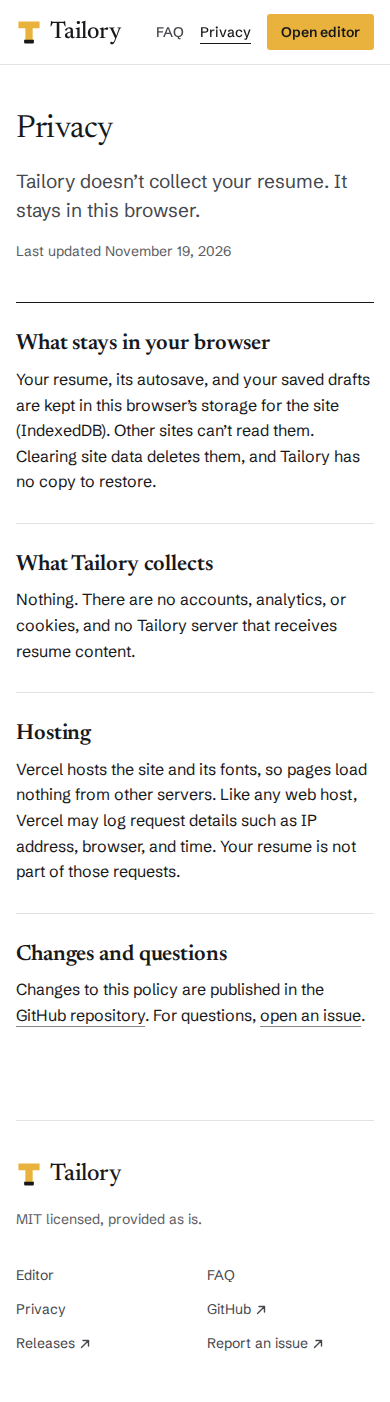 Tailory
FAQ
Privacy
Open editor
Privacy
Tailory doesn’t collect your resume. It
stays in this browser.
Last updated November 19, 2026
What stays in your browser
Your resume, its autosave, and your saved drafts
are kept in this browser’s storage for the site
(IndexedDB). Other sites can’t read them.
Clearing site data deletes them, and Tailory has
no copy to restore.
What Tailory collects
Nothing. There are no accounts, analytics, or
cookies, and no Tailory server that receives
resume content.
Hosting
Vercel hosts the site and its fonts, so pages load
nothing from other servers. Like any web host,
Vercel may log request details such as IP
address, browser, and time. Your resume is not
part of those requests.
Changes and questions
Changes to this policy are published in the
GitHub repository. For questions, open an issue.
Tailory
MIT licensed, provided as is.
Editor
FAQ
Privacy
GitHub ↗
Releases ↗
Report an issue ↗